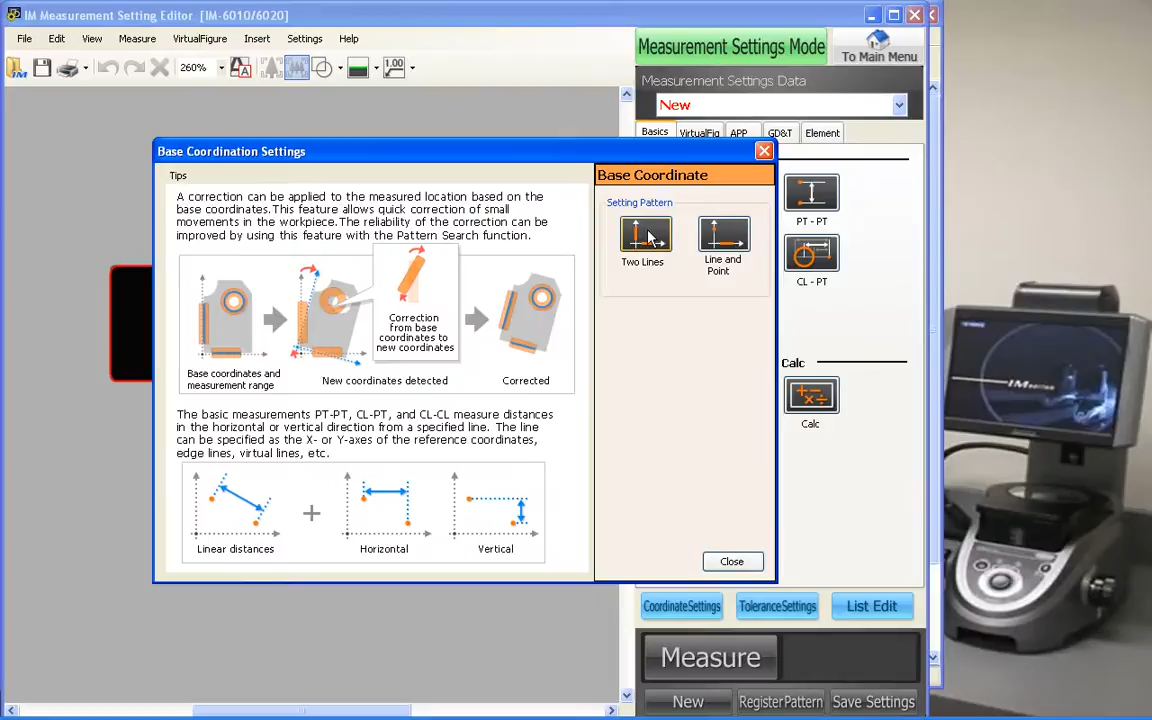 IM Measurement Setting Editor [IM-6010/6020]
File Edit View Measure VirtualFigure Insert Settings Help
260%
1.00
Measurement Settings Mode
To Main Menu
Measurement Settings Data
New
Basics VirtualFig APP GD&T Element
PT - PT
CL - PT
Calc
Calc
Base Coordination Settings
Tips
A correction can be applied to the measured location based on the
base coordinates. This feature allows quick correction of small
movements in the workpiece. The reliability of the correction can be
improved by using this feature with the Pattern Search function.
Correction
from base
coordinates to
new coordinates
Base coordinates and
measurement range
New coordinates detected
Corrected
The basic measurements PT-PT, CL-PT, and CL-CL measure distances
in the horizontal or vertical direction from a specified line. The line
can be specified as the X- or Y-axes of the reference coordinates,
edge lines, virtual lines, etc.
Linear distances
Horizontal
Vertical
Base Coordinate
Setting Pattern
Two Lines
Line and
Point
Close
CoordinateSettings ToleranceSettings List Edit
Measure
New RegisterPattern Save Settings
IM series